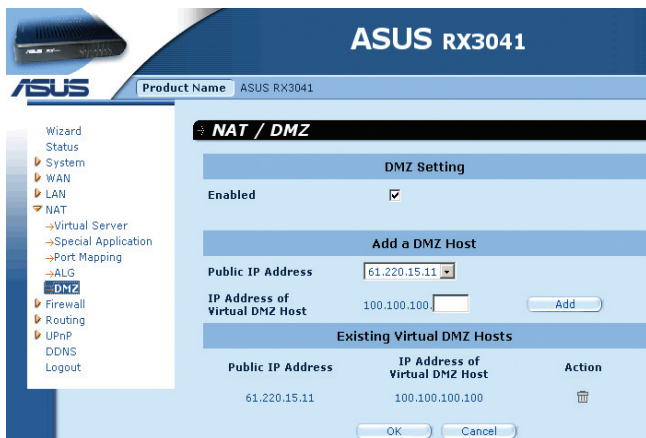 ASUS RX3041
ASUS
Product Name ASUS RX3041
Wizard
Status
System
WAN
LAN
NAT
Virtual Server
Special Application
Port Mapping
ALG
DMZ
Firewall
Routing
UPnP
DDNS
Logout
NAT / DMZ
DMZ Setting
Enabled
Add a DMZ Host
Public IP Address 61.220.15.11
IP Address of
Virtual DMZ Host 100.100.100. Add
Existing Virtual DMZ Hosts
Public IP Address IP Address of Virtual DMZ Host Action
61.220.15.11 100.100.100.100
OK Cancel